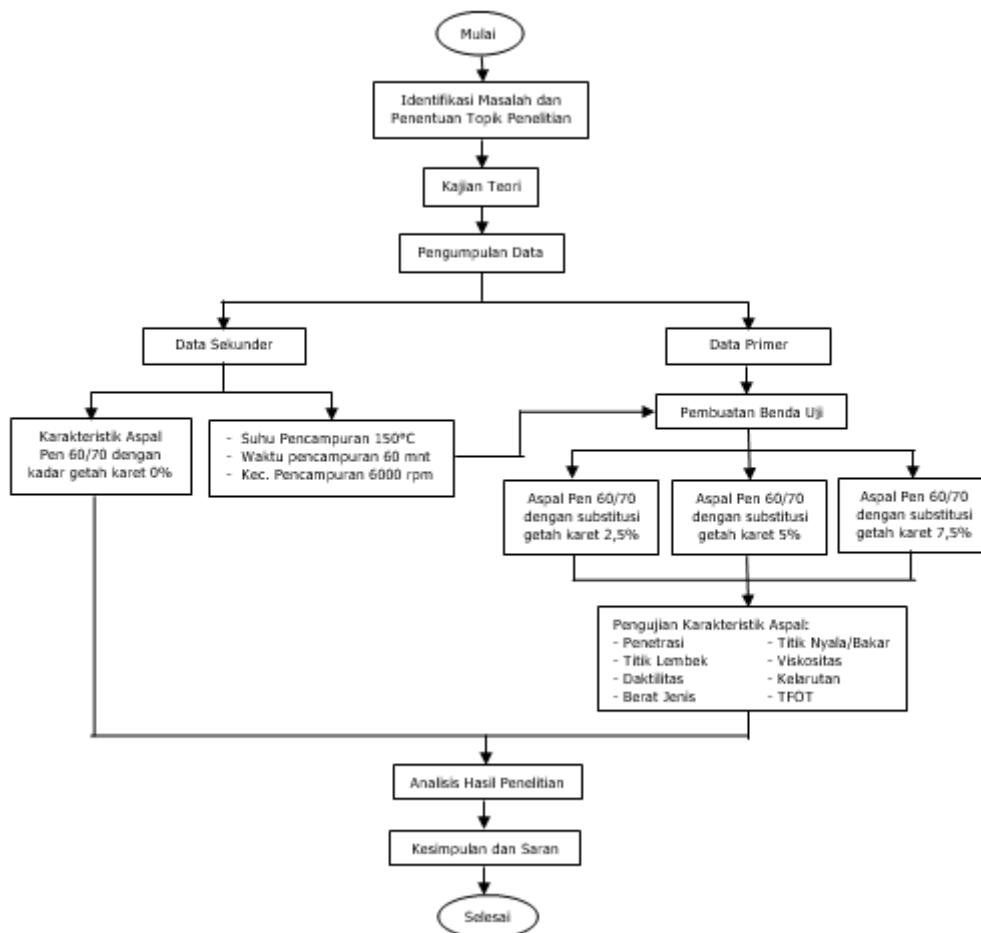 Mulai
Identifikasi Masalah dan
Penentuan Topik Penelitian
Kajian Teori
Pengumpulan Data
Data Sekunder
Data Primer
Karakteristik Aspal
Pen 60/70 dengan
kadar getah karet 0%
- Suhu Pencampuran 150°C
- Waktu pencampuran 60 mnt
- Kec. Pencampuran 6000 rpm
Pembuatan Benda Uji
Aspal Pen 60/70
dengan substitusi
getah karet 2,5%
Aspal Pen 60/70
dengan substitusi
getah karet 5%
Aspal Pen 60/70
dengan substitusi
getah karet 7,5%
Pengujian Karakteristik Aspal:
- Penetrasi
- Titik Lembek
- Daktilitas
- Berat Jenis
- Titik Nyala/Bakar
- Viskositas
- Kelarutan
- TFOT
Analisis Hasil Penelitian
Kesimpulan dan Saran
Selesai